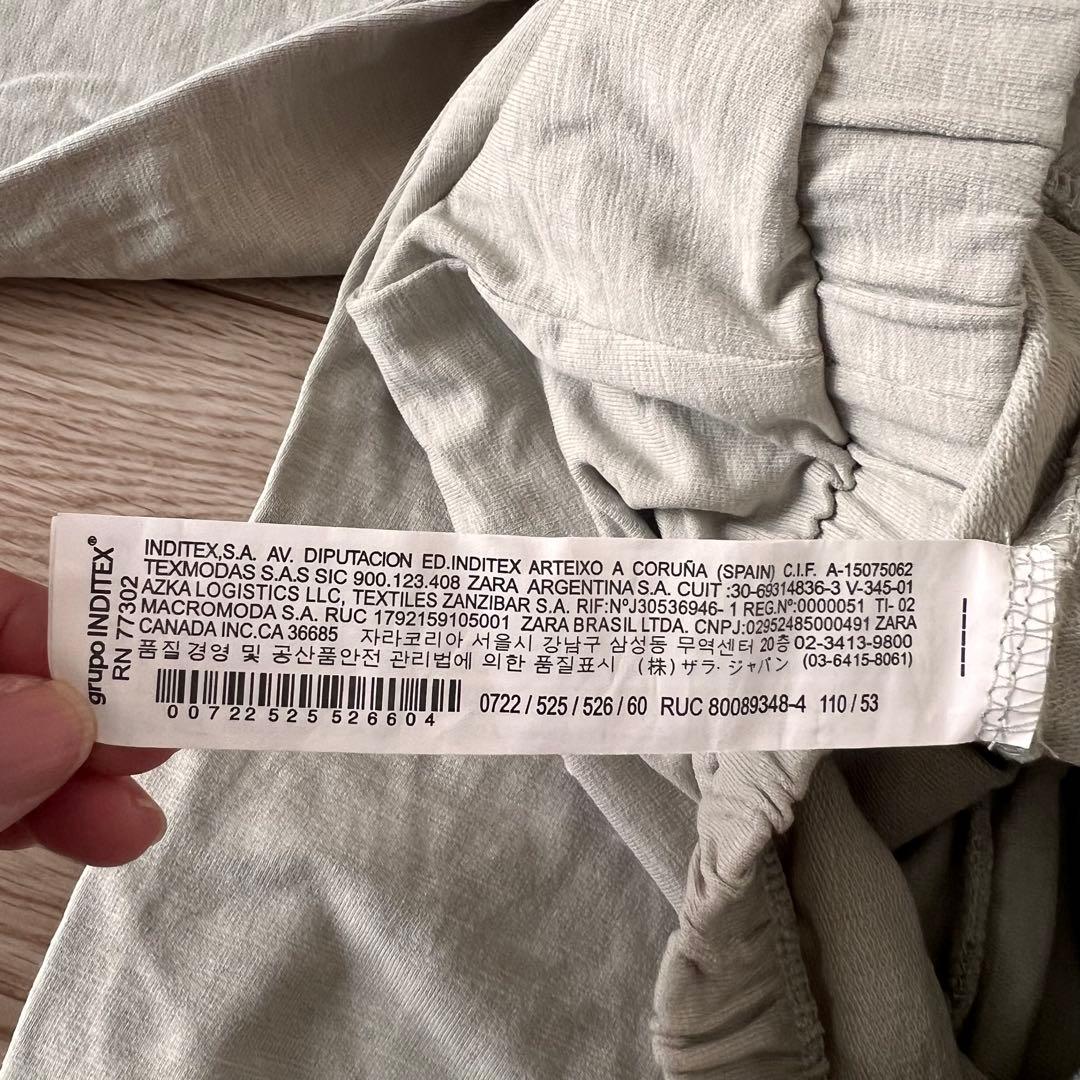 grupo INDITEX®
RN 77302
INDITEX,S.A. AV. DIPUTACION ED.INDITEX ARTEIXO A CORUÑA (SPAIN) C.I.F. A-15075062
TEXMODAS S.A.S SIC 900.123.408 ZARA ARGENTINA S.A. CUIT :30-69314836-3 V-345-01
AZKA LOGISTICS LLC, TEXTILES ZANZIBAR S.A. RIF:NºJ30536946- 1 REG.Nº:0000051 TI- 02
MACROMODA S.A. RUC 1792159105001 ZARA BRASIL LTDA. CNPJ:02952485000491 ZARA
CANADA INC.CA 36685 자라코리아 서울시 강남구 삼성동 무역센터 20층 02-3413-9800
품질경영 및 공산품안전 관리법에 의한 품질표시 (株) ザラ・ジャパン (03-6415-8061)
0722 / 525 / 526 / 60 RUC 80089348-4 110 / 53
00722525526604